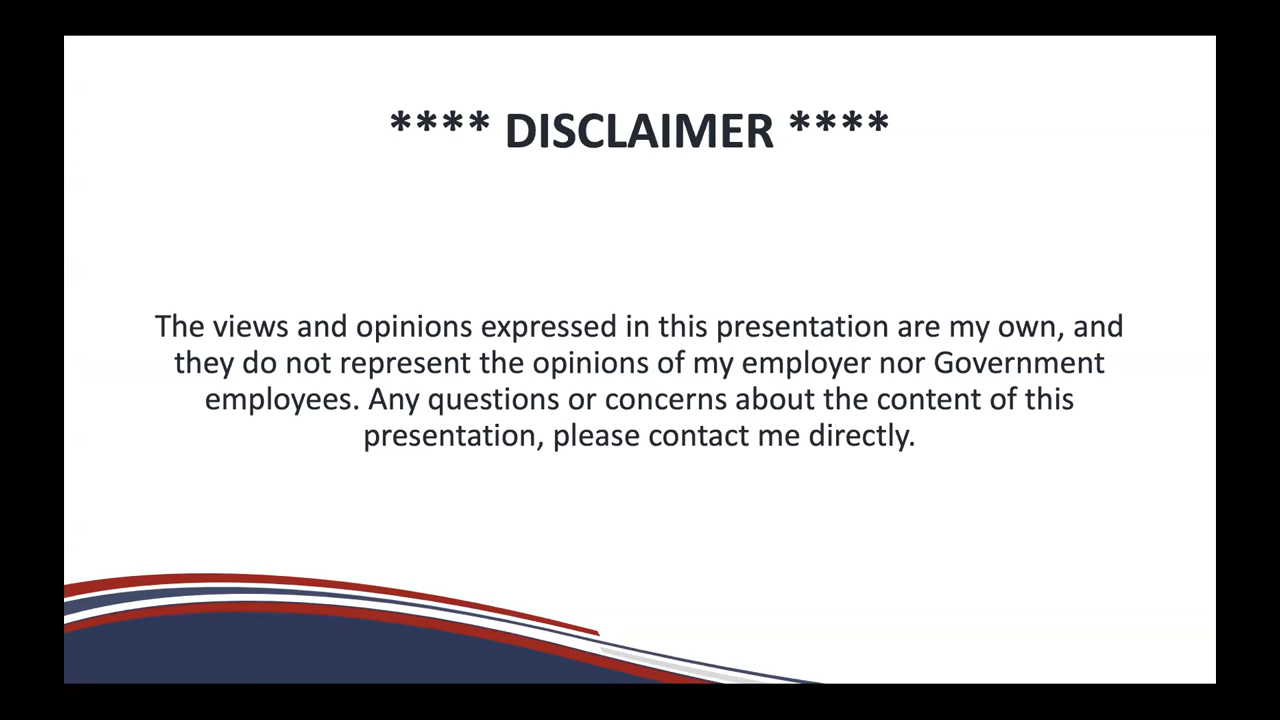 **** DISCLAIMER ****
The views and opinions expressed in this presentation are my own, and
they do not represent the opinions of my employer nor Government
employees. Any questions or concerns about the content of this
presentation, please contact me directly.